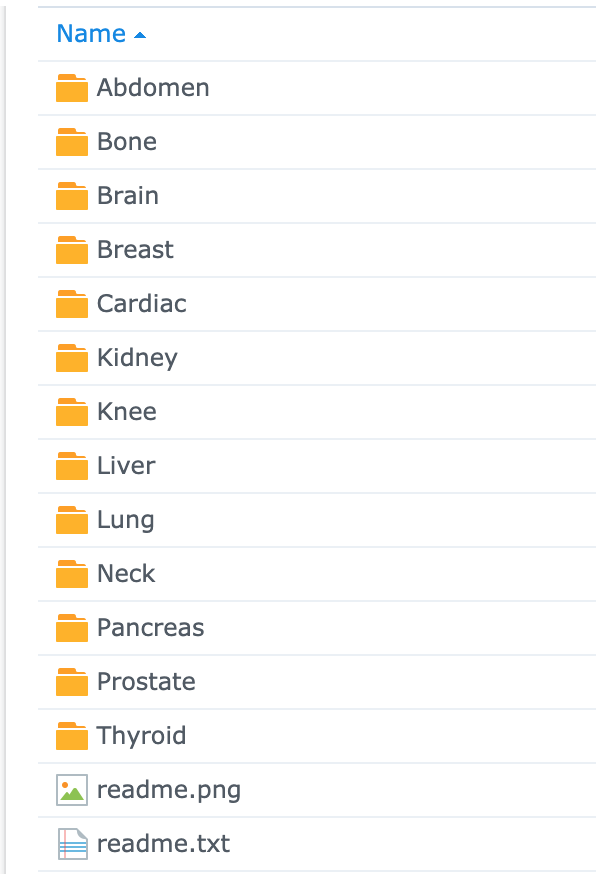 Name
Abdomen
Bone
Brain
Breast
Cardiac
Kidney
Knee
Liver
Lung
Neck
Pancreas
Prostate
Thyroid
readme.png
readme.txt